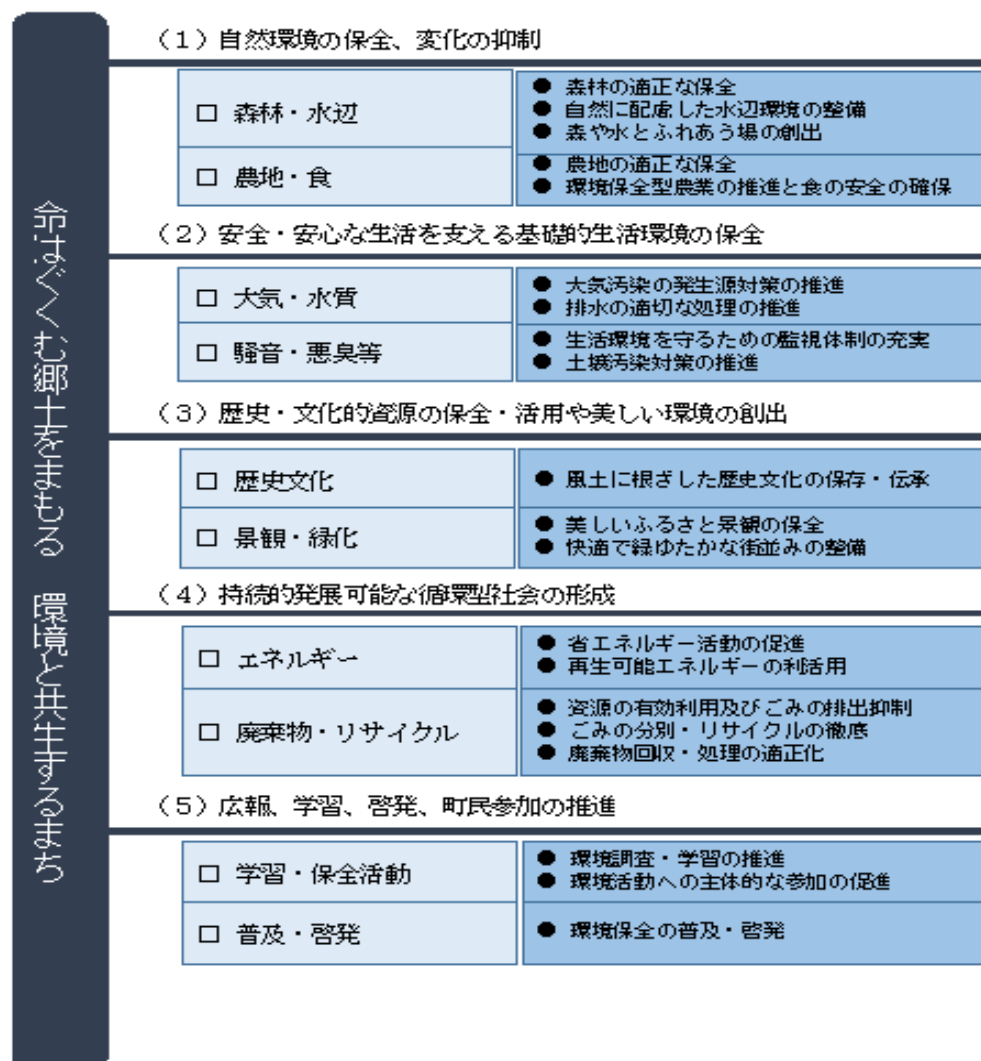 命はぐくむ郷土をまもる 環境と共生するまち
(1)自然環境の保全、変化の抑制
□ 森林・水辺
● 森林の適正な保全
● 自然に配慮した水辺環境の整備
● 森や水とふれあう場の創出
□ 農地・食
● 農地の適正な保全
● 環境保全型農業の推進と食の安全の確保
(2)安全・安心な生活を支える基礎的生活環境の保全
□ 大気・水質
● 大気汚染の発生源対策の推進
● 排水の適切な処理の推進
□ 騒音・悪臭等
● 生活環境を守るための監視体制の充実
● 土壌汚染対策の推進
(3)歴史・文化的資源の保全・活用や美しい環境の創出
□ 歴史文化
● 風土に根ざした歴史文化の保存・伝承
□ 景観・緑化
● 美しいふるさと景観の保全
● 快適で緑ゆたかな街並みの整備
(4)持続的発展可能な循環型社会の形成
□ エネルギー
● 省エネルギー活動の促進
● 再生可能エネルギーの利活用
□ 廃棄物・リサイクル
● 資源の有効利用及びごみの排出抑制
● ごみの分別・リサイクルの徹底
● 廃棄物回収・処理の適正化
(5)広報、学習、啓発、町民参加の推進
□ 学習・保全活動
● 環境調査・学習の推進
● 環境活動への主体的な参加の促進
□ 普及・啓発
● 環境保全の普及・啓発